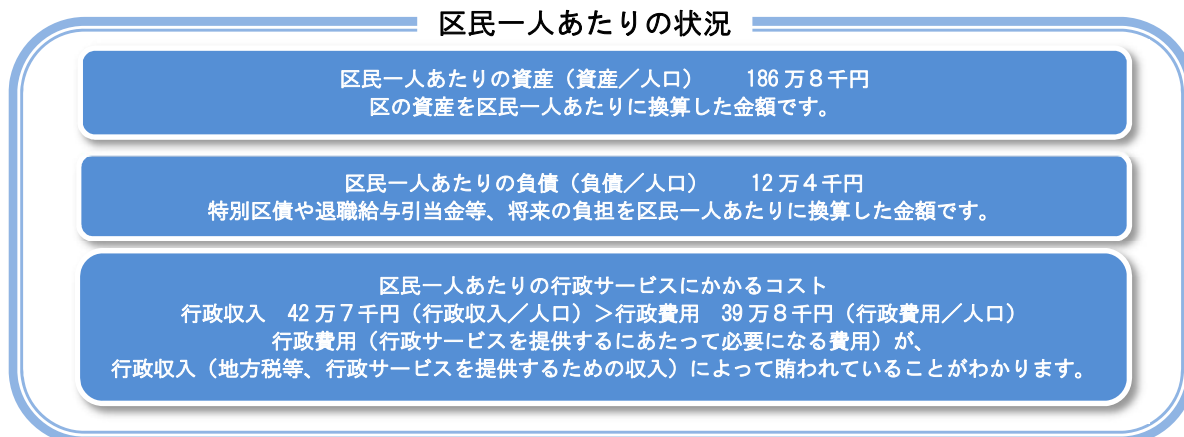 区民一人あたりの状況
区民一人あたりの資産（資産／人口）　　186万８千円
区の資産を区民一人あたりに換算した金額です。
区民一人あたりの負債（負債／人口）　　12万４千円
特別区債や退職給与引当金等、将来の負担を区民一人あたりに換算した金額です。
区民一人あたりの行政サービスにかかるコスト
行政収入　42万７千円（行政収入／人口）＞行政費用　39万８千円（行政費用／人口）
行政費用（行政サービスを提供するにあたって必要になる費用）が、
行政収入（地方税等、行政サービスを提供するための収入）によって賄われていることがわかります。